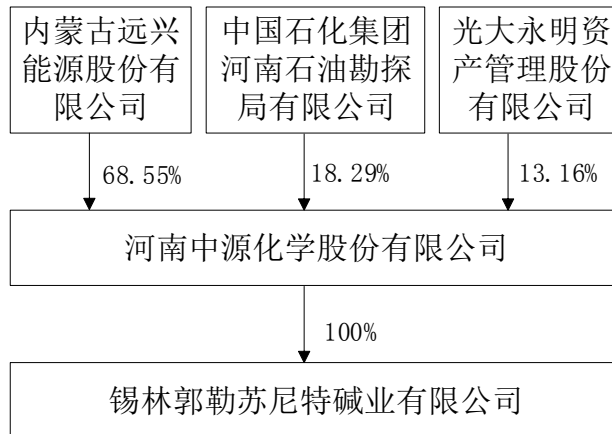 内蒙古远兴
能源股份有
限公司
中国石化集团
河南石油勘探
局有限公司
光大永明资
产管理股份
有限公司
68.55%
18.29%
13.16%
河南中源化学股份有限公司
100%
锡林郭勒苏尼特碱业有限公司